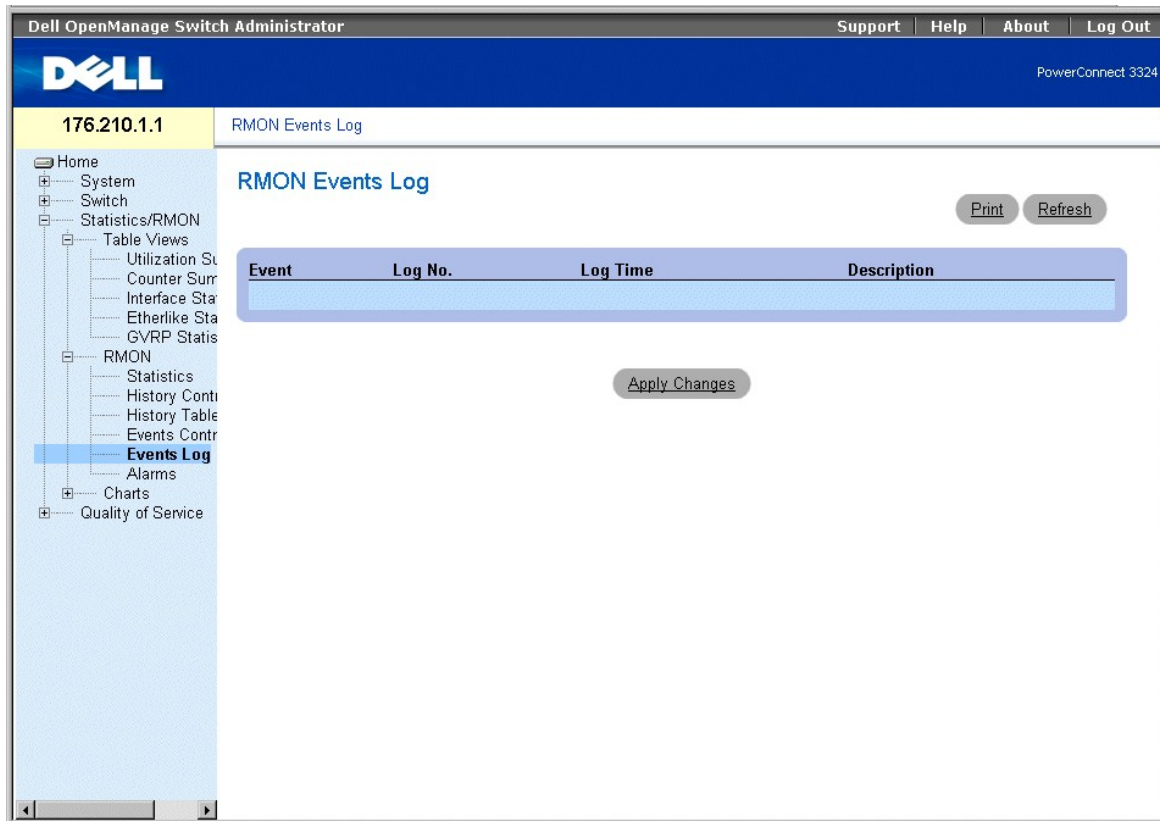 Dell OpenManage Switch Administrator
Support | Help | About | Log Out
DELL
PowerConnect 3324
176.210.1.1
RMON Events Log
Home
System
Switch
Statistics/RMON
Table Views
Utilization Su
Counter Sum
Interface Sta
Etherlike Sta
GVRP Statis
RMON
Statistics
History Contr
History Table
Events Contr
Events Log
Alarms
Charts
Quality of Service
RMON Events Log
Print Refresh
Event Log No. Log Time Description
Apply Changes